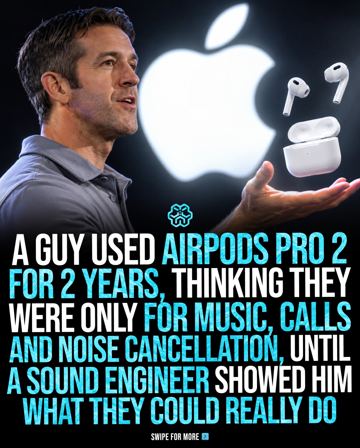 A GUY USED AIRPODS PRO 2
FOR 2 YEARS, THINKING THEY
WERE ONLY FOR MUSIC, CALLS
AND NOISE CANCELLATION, UNTIL
A SOUND ENGINEER SHOWED HIM
WHAT THEY COULD REALLY DO
SWIPE FOR MORE